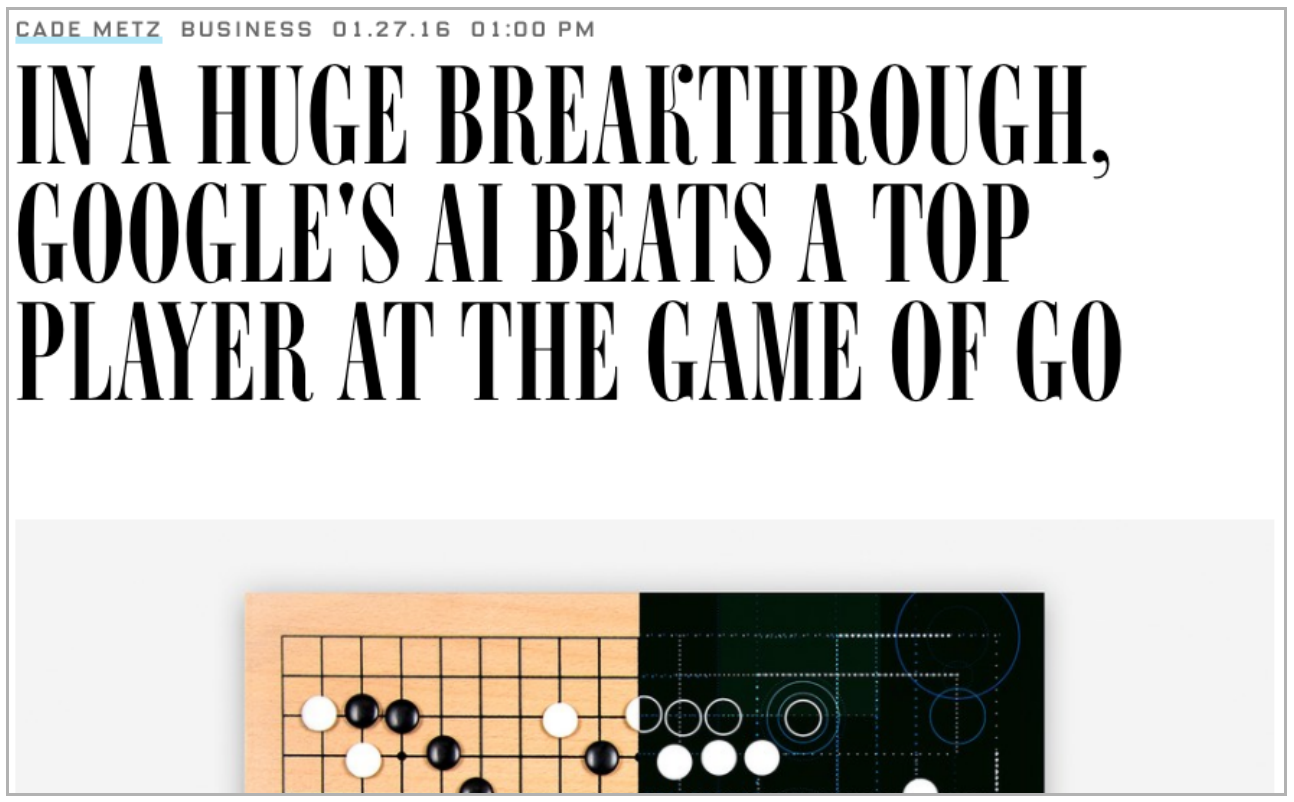 CADE METZ BUSINESS 01.27.16 01:00 PM
IN A HUGE BREAKTHROUGH,
GOOGLE'S AI BEATS A TOP
PLAYER AT THE GAME OF GO